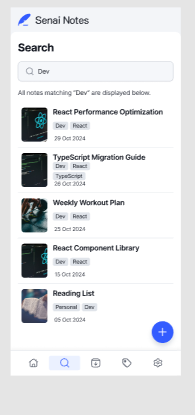 Senai Notes
Search
Dev
All notes matching "Dev" are displayed below.
React Performance Optimization
Dev React
29 Oct 2024
TypeScript Migration Guide
Dev React
TypeScript
28 Oct 2024
Weekly Workout Plan
Dev React
25 Oct 2024
React Component Library
Dev React
15 Oct 2024
Reading List
Personal Dev
05 Oct 2024